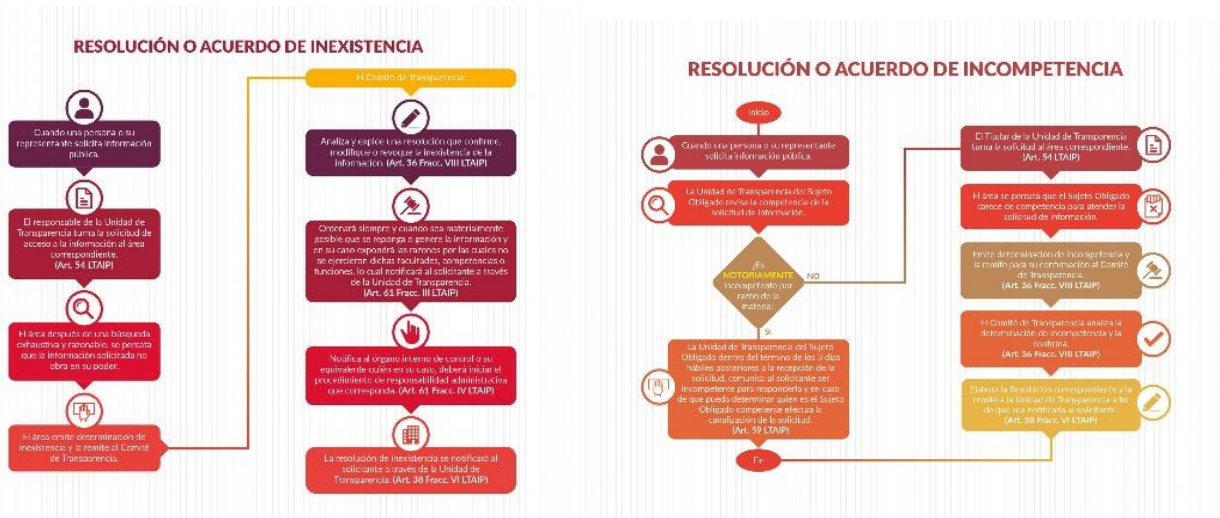 RESOLUCIÓN O ACUERDO DE INEXISTENCIA
Cuando una persona o su
representante solicita información
pública.
El responsable de la Unidad de
Transparencia turna la solicitud de
acceso a la información al área
correspondiente.
(Art. 54 LTAIP)
El área después de una búsqueda
exhaustiva y razonable, se percata
que la información solicitada no
obra en su poder.
El área emite determinación de
inexistencia y la remite al Comité
de Transparencia.
El Comité de Transparencia:
Analiza y expide una resolución que confirme,
modifique o revoque la inexistencia de la
información. (Art. 36 Fracc. VIII LTAIP)
Ordenará siempre y cuando sea materialmente
posible que se reponga o genere la información y
en su caso expondrá las razones por las cuales no
se ejercieron dichas facultades, competencias o
funciones, lo cual notificará al solicitante a través
de la Unidad de Transparencia.
(Art. 61 Fracc. III LTAIP)
Notifica al órgano interno de control o su
equivalente quién en su caso, deberá iniciar el
procedimiento de responsabilidad administrativa
que corresponda. (Art. 61 Fracc. IV LTAIP)
La resolución de inexistencia se notificará al
solicitante a través de la Unidad de
Transparencia. (Art. 38 Fracc. VI LTAIP)
RESOLUCIÓN O ACUERDO DE INCOMPETENCIA
Inicio
Cuando una persona o su representante
solicita información pública.
La Unidad de Transparencia del Sujeto
Obligado revisa la competencia de la
solicitud de información.
¿Es
NOTORIAMENTE
incompetente por
razón de la
materia?
NO
SI
La Unidad de Transparencia del Sujeto
Obligado dentro del término de los 3 días
hábiles posteriores a la recepción de la
solicitud, comunica al solicitante ser
incompetente para responderla y en caso
de que pueda determinar quien es el Sujeto
Obligado competente efectua la
canalización de la solicitud.
(Art. 59 LTAIP)
Fin
El Titular de la Unidad de Transparencia
turna la solicitud al área correspondiente.
(Art. 54 LTAIP)
El área se percata que el Sujeto Obligado
carece de competencia para atender la
solicitud de información.
Emite determinación de Incompetencia y
la remite para su confirmación al Comité
de Transparencia.
(Art. 36 Fracc. VIII LTAIP)
El Comité de Transparencia analiza la
determinación de incompetencia y la
confirma.
(Art. 36 Fracc. VIII LTAIP)
Elabora la Resolución correspondiente y la
remite a la Unidad de Transparencia a fin
de que sea notificada al solicitante.
(Art. 38 Fracc. VI LTAIP)